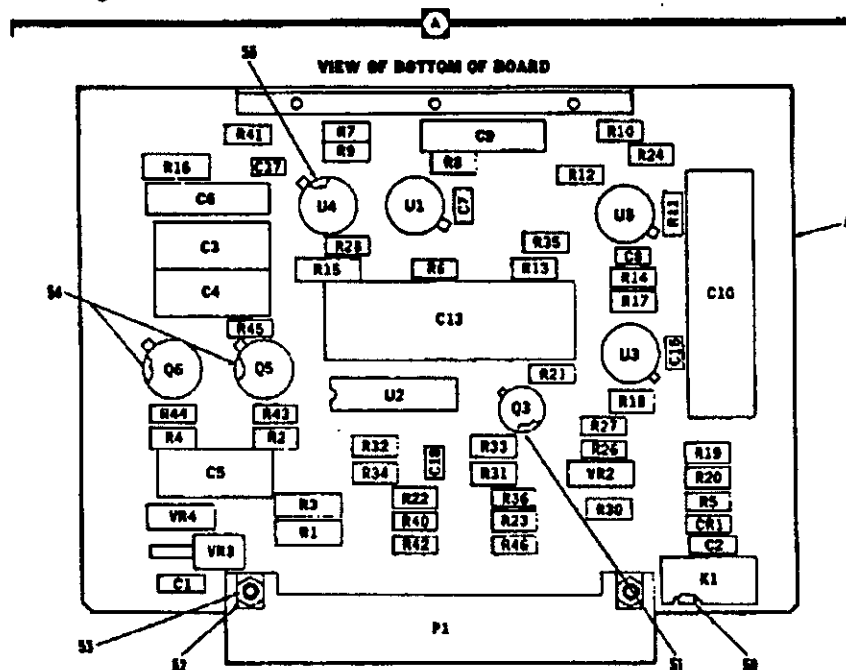 A
55
VIEW OF BOTTOM OF BOARD
R41
R7
C9
R10
R9
R24
R16
C17
R8
R12
C6
U4
U1
C7
U5
R11
C3
R28
R35
C8
R15
R6
R13
R14
C4
R17
C10
54
C13
R45
Q6
Q5
U3
C15
R21
U2
Q3
R18
R44
R43
R27
R4
R2
R32
R33
R26
R19
C5
R34
C18
R31
VR2
R20
R3
R22
R36
R30
R5
VR4
R1
R40
R23
CR1
VR3
R42
R46
C2
C1
K1
P1
53
52
51
50